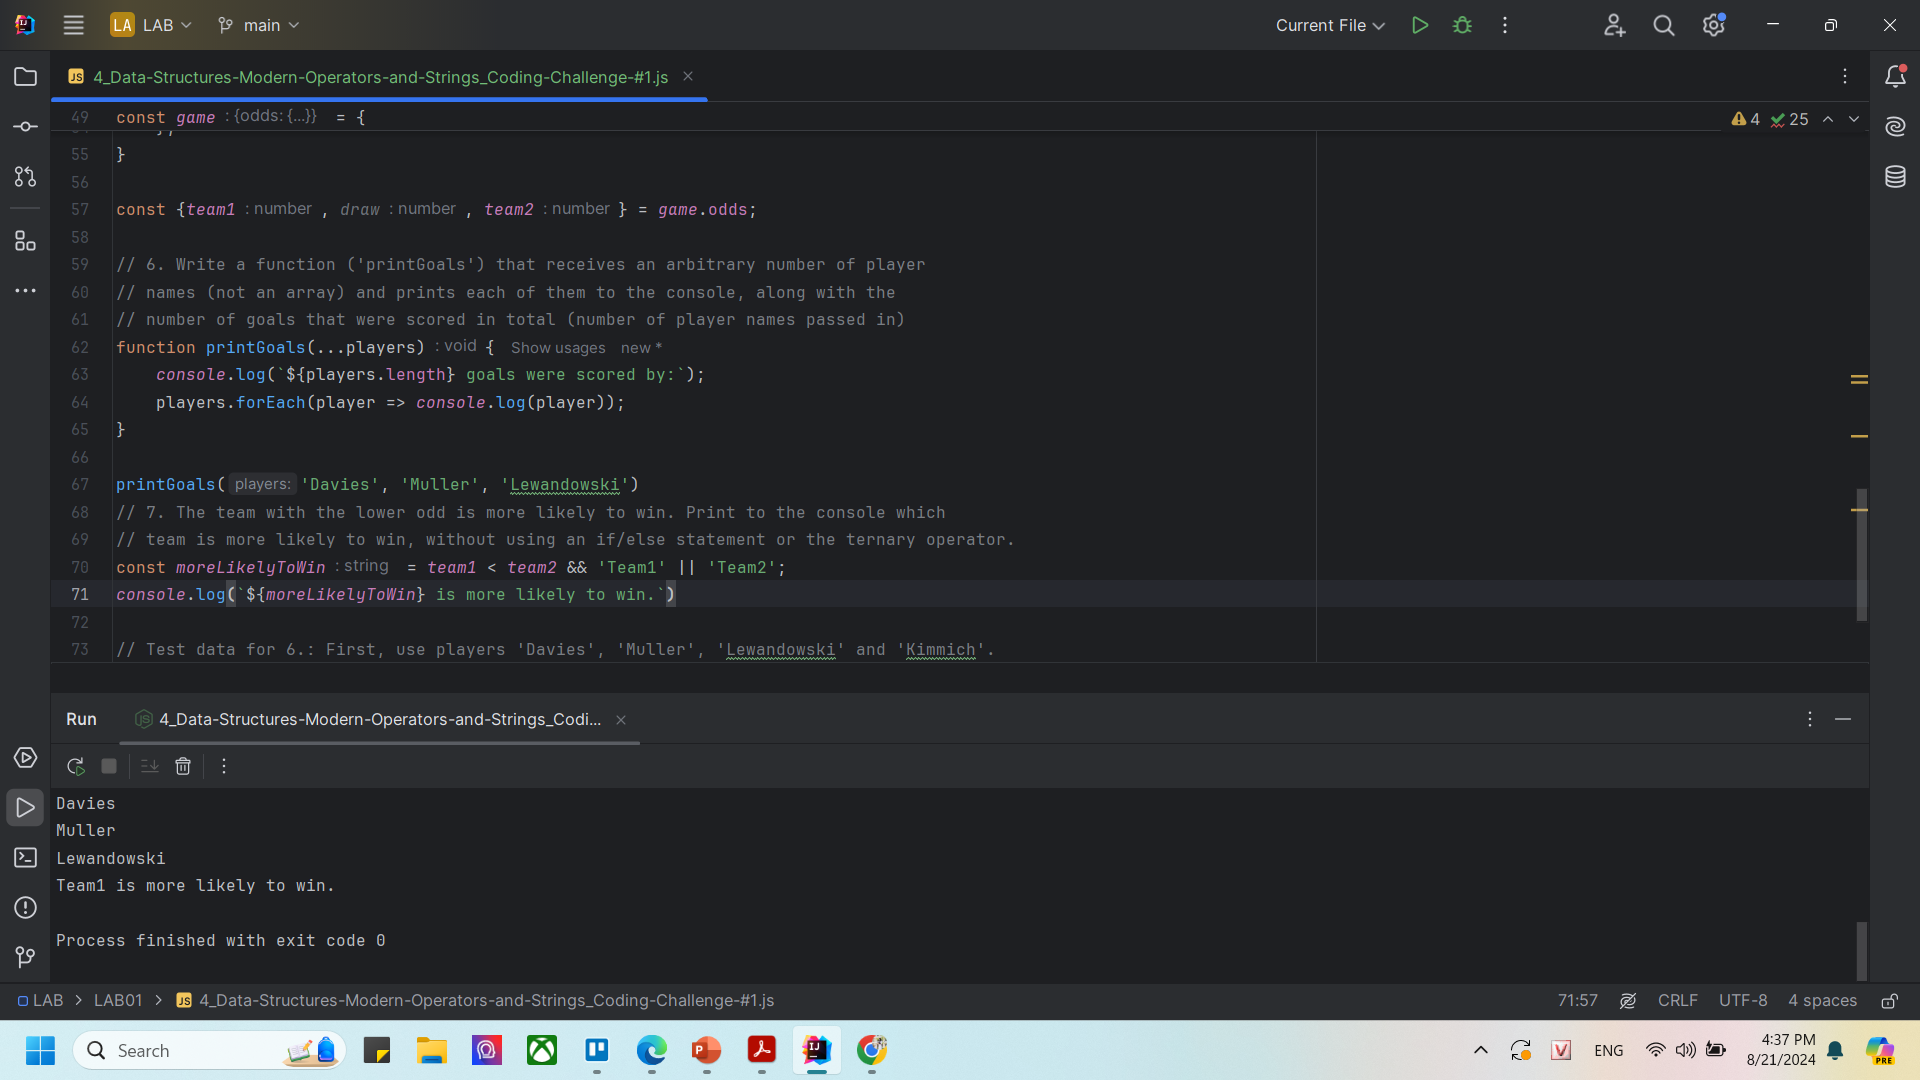 LA LAB main Current File
4_Data-Structures-Modern-Operators-and-Strings_Coding-Challenge-#1.js
49 const game : {odds: {...}} = {
4 25
55 }
56
57 const {team1 : number , draw : number , team2 : number } = game.odds;
58
59 // 6. Write a function ('printGoals') that receives an arbitrary number of player
60 // names (not an array) and prints each of them to the console, along with the
61 // number of goals that were scored in total (number of player names passed in)
62 function printGoals(...players) : void { Show usages new *
63 console.log(`${players.length} goals were scored by:`);
64 players.forEach(player => console.log(player));
65 }
66
67 printGoals( players: 'Davies', 'Muller', 'Lewandowski')
68 // 7. The team with the lower odd is more likely to win. Print to the console which
69 // team is more likely to win, without using an if/else statement or the ternary operator.
70 const moreLikelyToWin : string = team1 < team2 && 'Team1' || 'Team2';
71 console.log(`${moreLikelyToWin} is more likely to win.`)
72
73 // Test data for 6.: First, use players 'Davies', 'Muller', 'Lewandowski' and 'Kimmich'.
Run 4_Data-Structures-Modern-Operators-and-Strings_Codi...
Davies
Muller
Lewandowski
Team1 is more likely to win.
Process finished with exit code 0
LAB > LAB01 > JS 4_Data-Structures-Modern-Operators-and-Strings_Coding-Challenge-#1.js 71:57 CRLF UTF-8 4 spaces
Search ENG 4:37 PM
8/21/2024